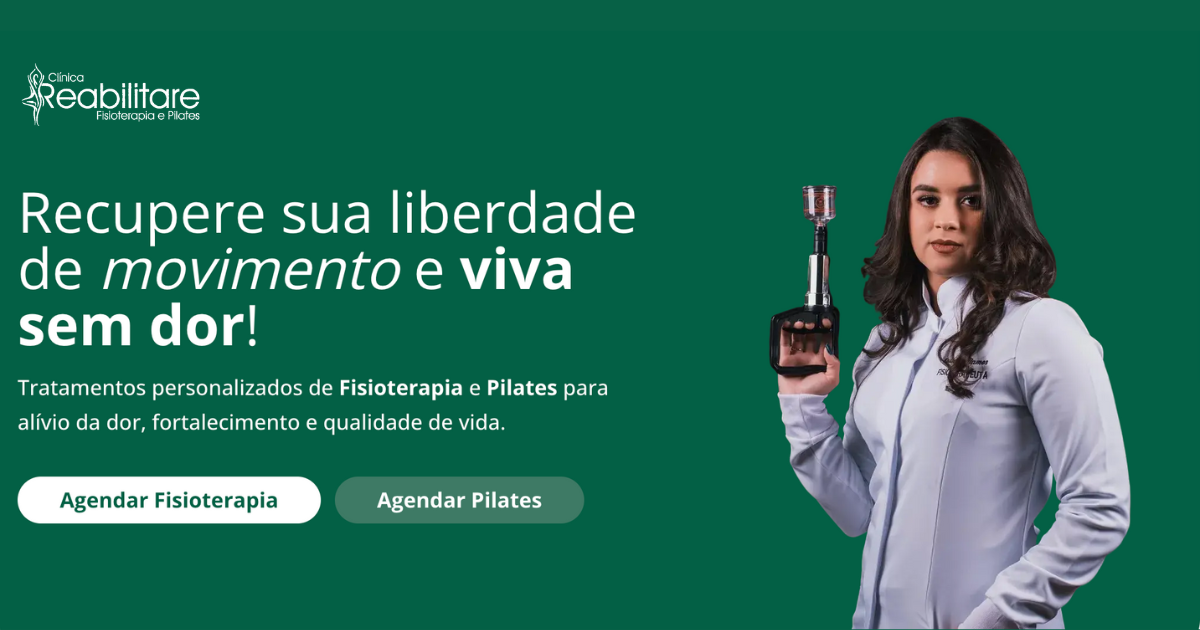 Clínica
Reabilitare
Fisioterapia e Pilates
Recupere sua liberdade
de movimento e viva
sem dor!
Tratamentos personalizados de Fisioterapia e Pilates para
alívio da dor, fortalecimento e qualidade de vida.
Agendar Fisioterapia
Agendar Pilates